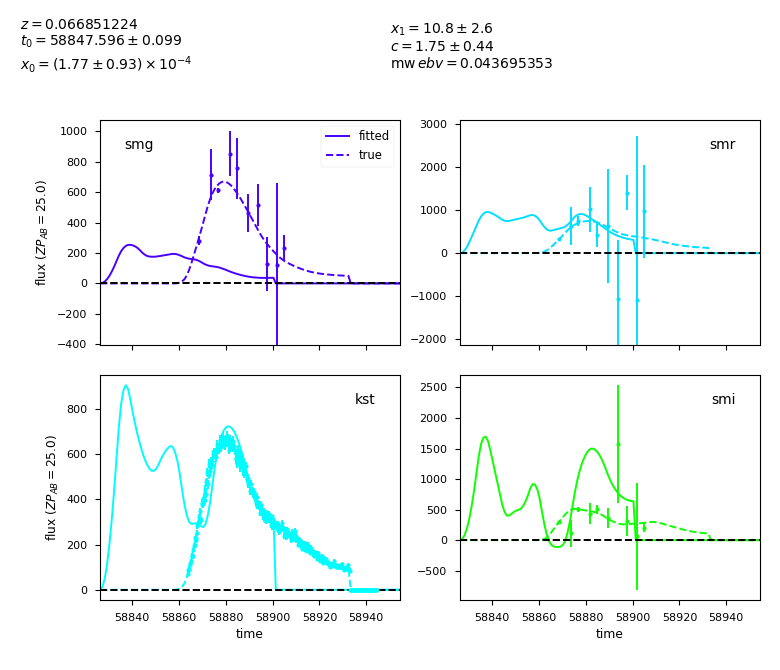 z = 0.066851224
t₀ = 58847.596 ± 0.099
x₀ = (1.77 ± 0.93) × 10⁻⁴
x₁ = 10.8 ± 2.6
c = 1.75 ± 0.44
mw ebv = 0.043695353
smg
fitted
true
1000
800
600
400
200
0
−200
−400
flux (ZP_AB = 25.0)
smr
3000
2000
1000
0
−1000
−2000
kst
800
600
400
200
0
flux (ZP_AB = 25.0)
58840 58860 58880 58900 58920 58940
time
smi
2500
2000
1500
1000
500
0
−500
58840 58860 58880 58900 58920 58940
time